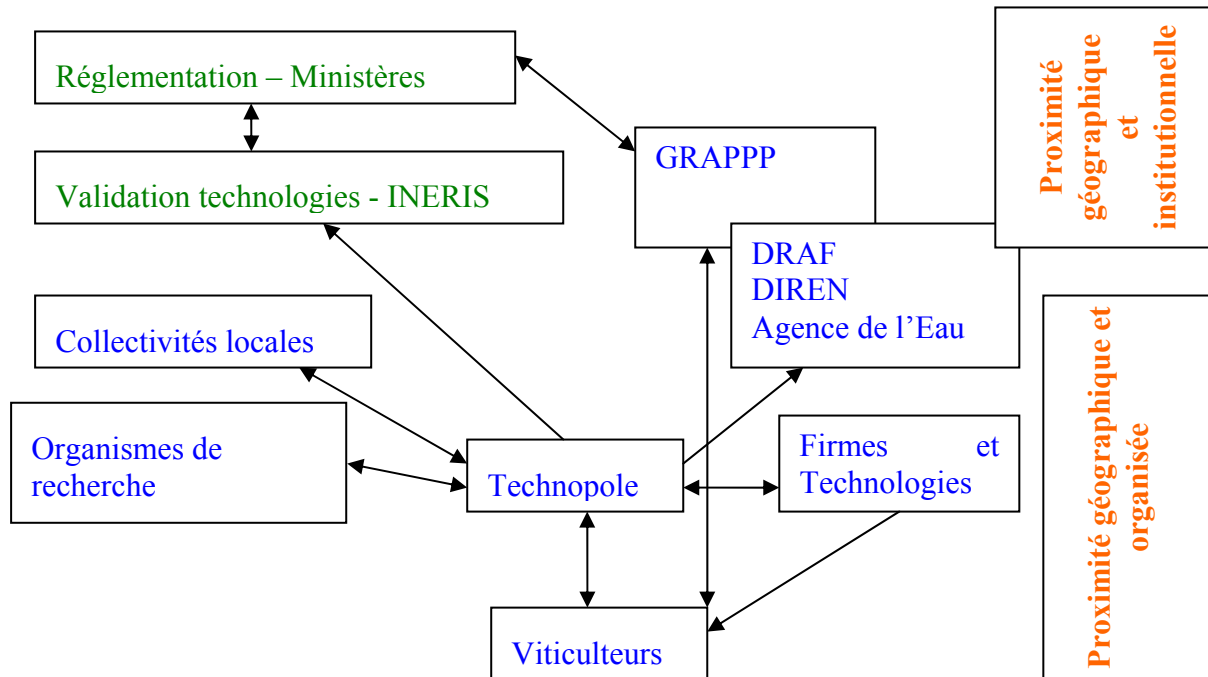 Réglementation – Ministères
Validation technologies - INERIS
GRAPPP
DRAF
DIREN
Agence de l’Eau
Collectivités locales
Organismes de
recherche
Technopole
Firmes et
Technologies
Viticulteurs
Proximité
géographique
et
institutionnelle
Proximité géographique et
organisée